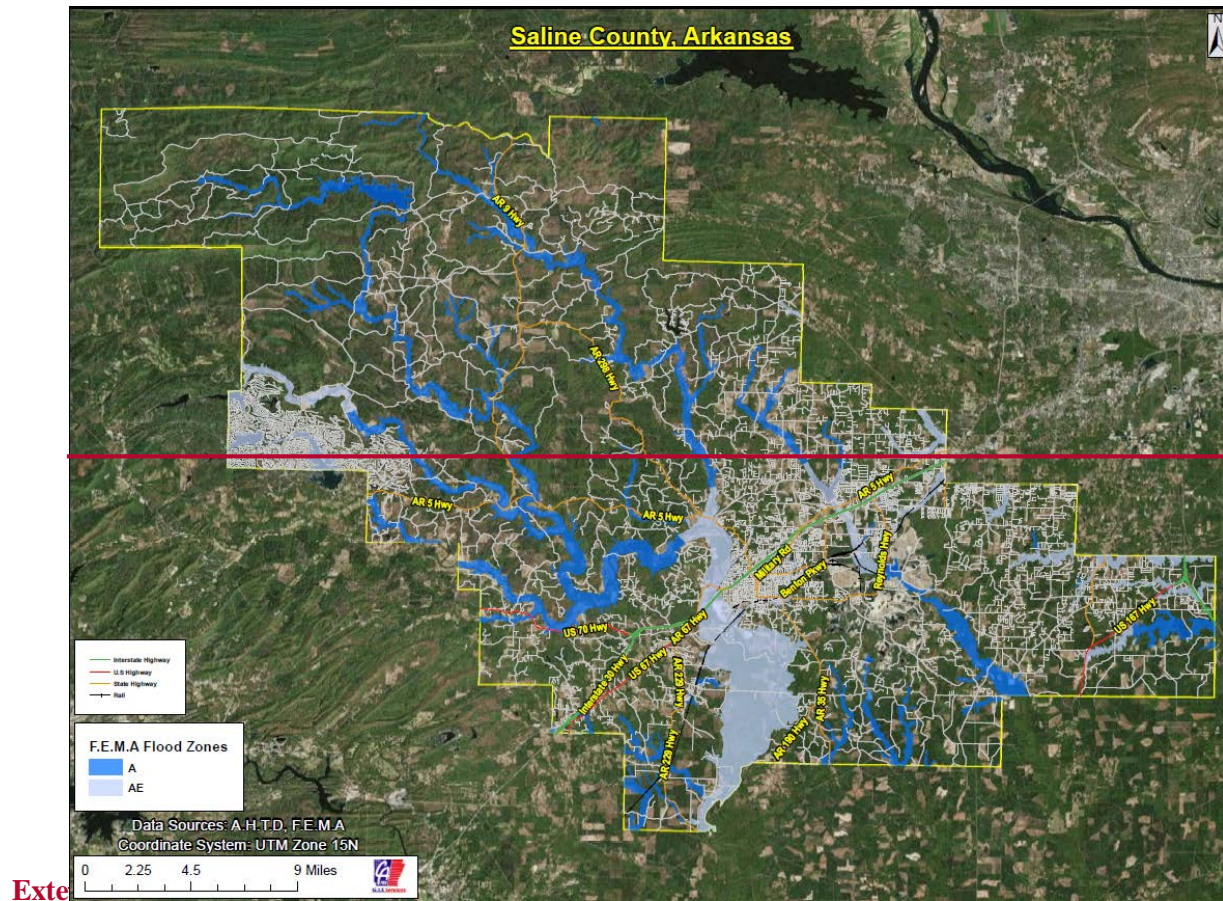 Saline County, Arkansas
N
AR 9 Hwy
AR 298 Hwy
AR 5 Hwy
AR 5 Hwy
AR 5 Hwy
Military Rd
Reynolds Hwy
Benton Pkwy
US 167 Hwy
US 70 Hwy
AR 67 Hwy
US 67 Hwy
Interstate 30 Hwy
AR 229 Hwy
AR 35 Hwy
AR 190 Hwy
AR 229 Hwy
Interstate Highway
U.S Highway
State Highway
Rail
F.E.M.A Flood Zones
A
AE
Data Sources: A.H.T.D, F.E.M.A
Coordinate System: UTM Zone 15N
0 2.25 4.5 9 Miles
Exte